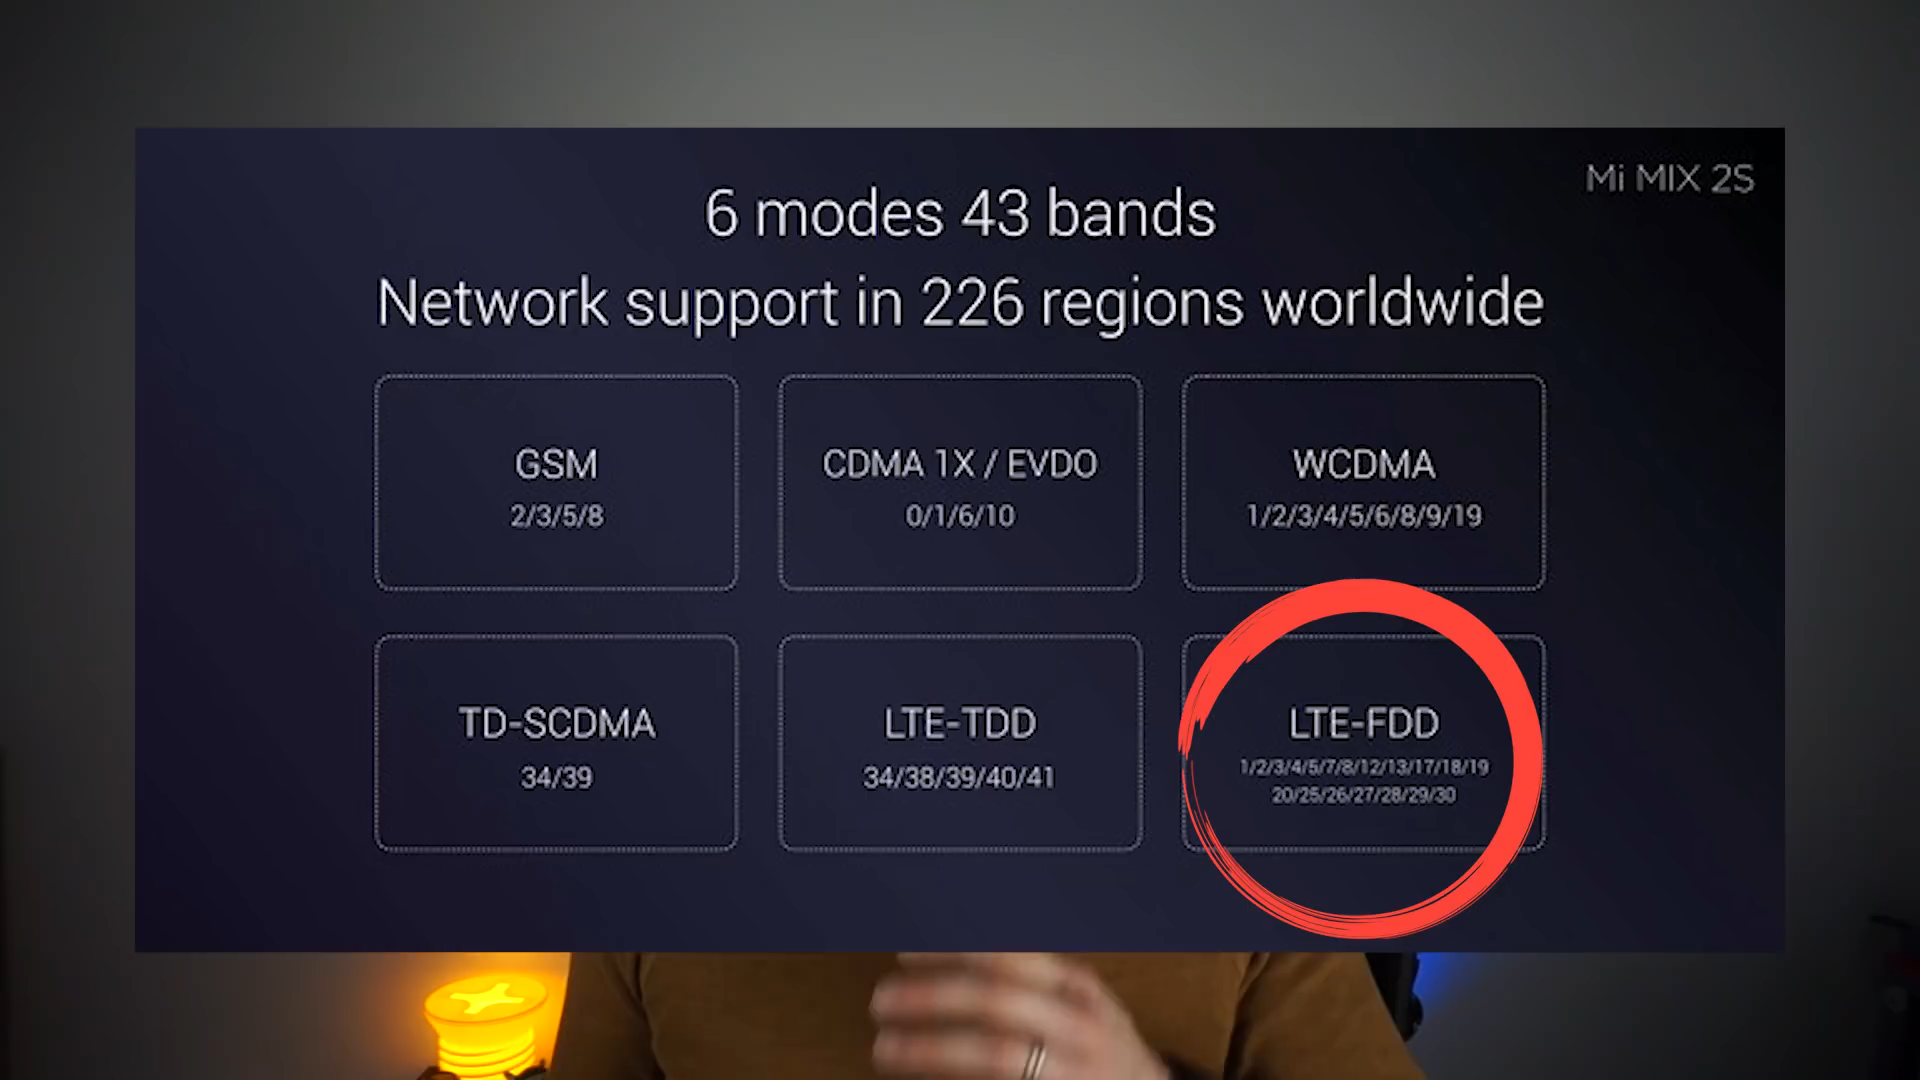 Mi MIX 2S
6 modes 43 bands
Network support in 226 regions worldwide
GSM
2/3/5/8
CDMA 1X / EVDO
0/1/6/10
WCDMA
1/2/3/4/5/6/8/9/19
TD-SCDMA
34/39
LTE-TDD
34/38/39/40/41
LTE-FDD
1/2/3/4/5/7/8/12/13/17/18/19
20/25/26/27/28/29/30